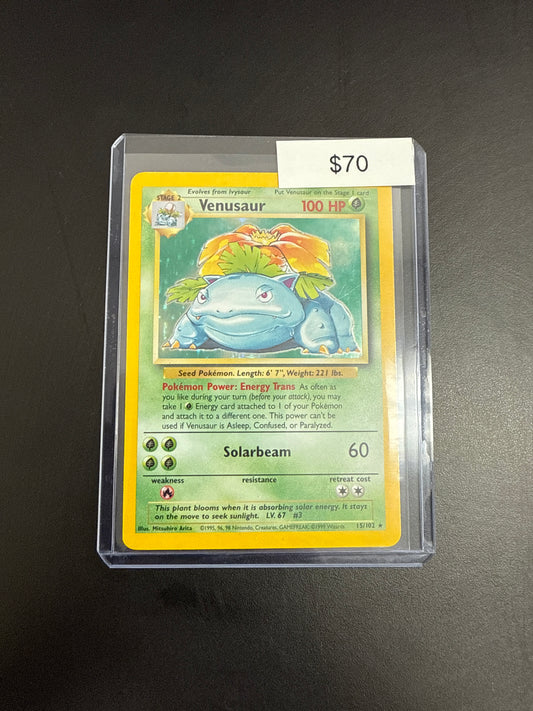 $70
Evolves from Ivysaur Put Venusaur on the Stage 1 card
STAGE 2
Venusaur 100 HP
Seed Pokémon. Length: 6' 7", Weight: 221 lbs.
Pokémon Power: Energy Trans As often as
you like during your turn (before your attack), you may
take 1 Energy card attached to 1 of your Pokémon
and attach it to a different one. This power can't be
used if Venusaur is Asleep, Confused, or Paralyzed.
Solarbeam 60
weakness resistance retreat cost
This plant blooms when it is absorbing solar energy. It stays
on the move to seek sunlight. LV. 67 #3
Illus. Mitsuhiro Arita ©1995, 96, 98 Nintendo, Creatures, GAMEFREAK. ©1999 Wizards. 15/102 ★